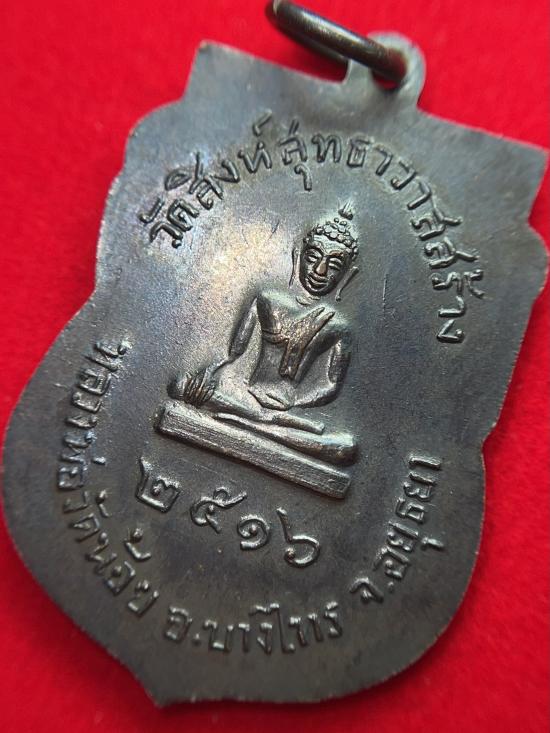 วัดสิงห์สุทธาวาสสร้าง
๒๕๑๖
หลวงพ่อวัดน้อย อ.บางไทร จ.อยุธยา